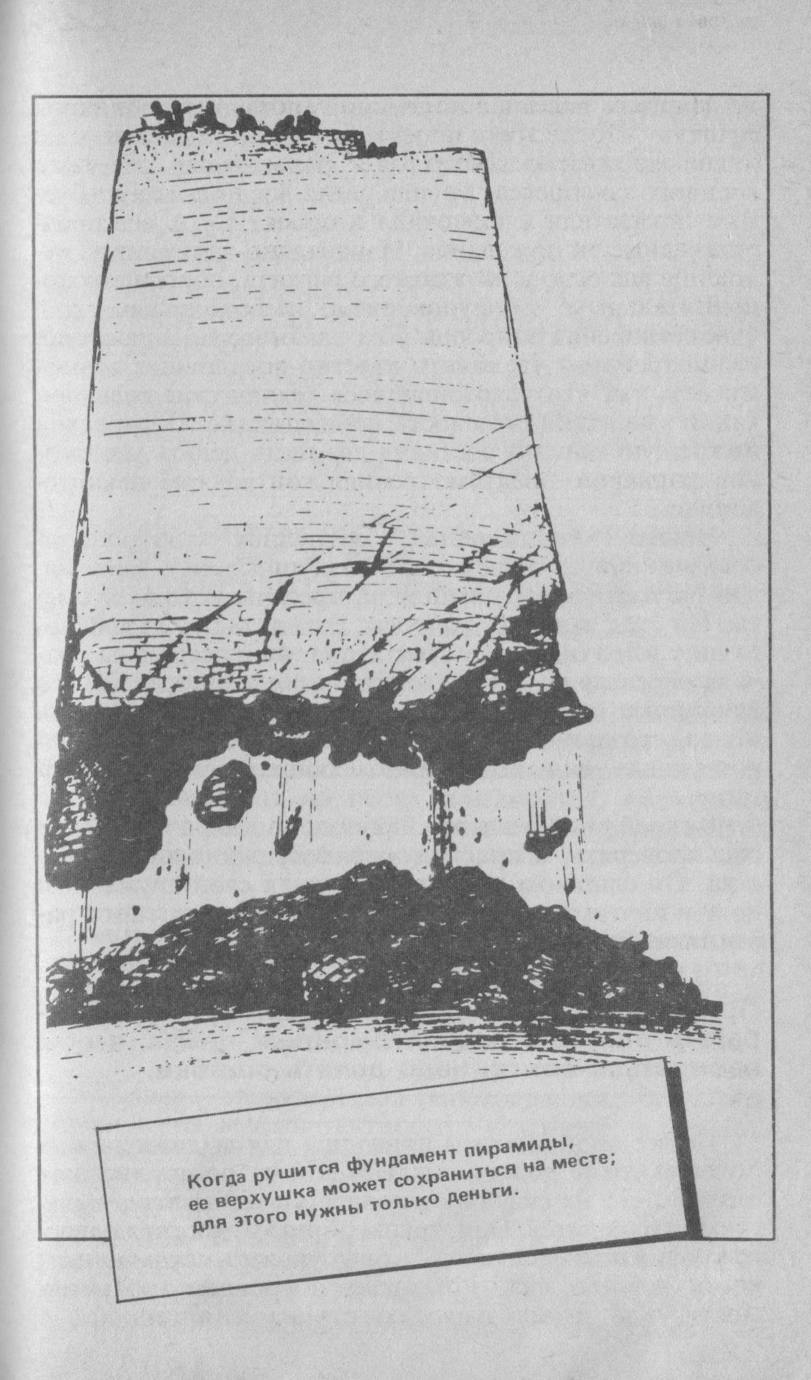 Когда рушится фундамент пирамиды,
ее верхушка может сохраниться на месте;
для этого нужны только деньги.